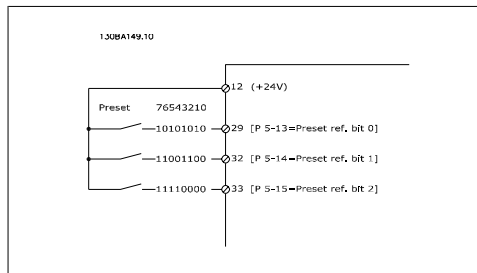 130BA149.10
12 (+24V)
Preset 76543210
10101010 29 [P 5-13=Preset ref. bit 0]
11001100 32 [P 5-14=Preset ref. bit 1]
11110000 33 [P 5-15=Preset ref. bit 2]